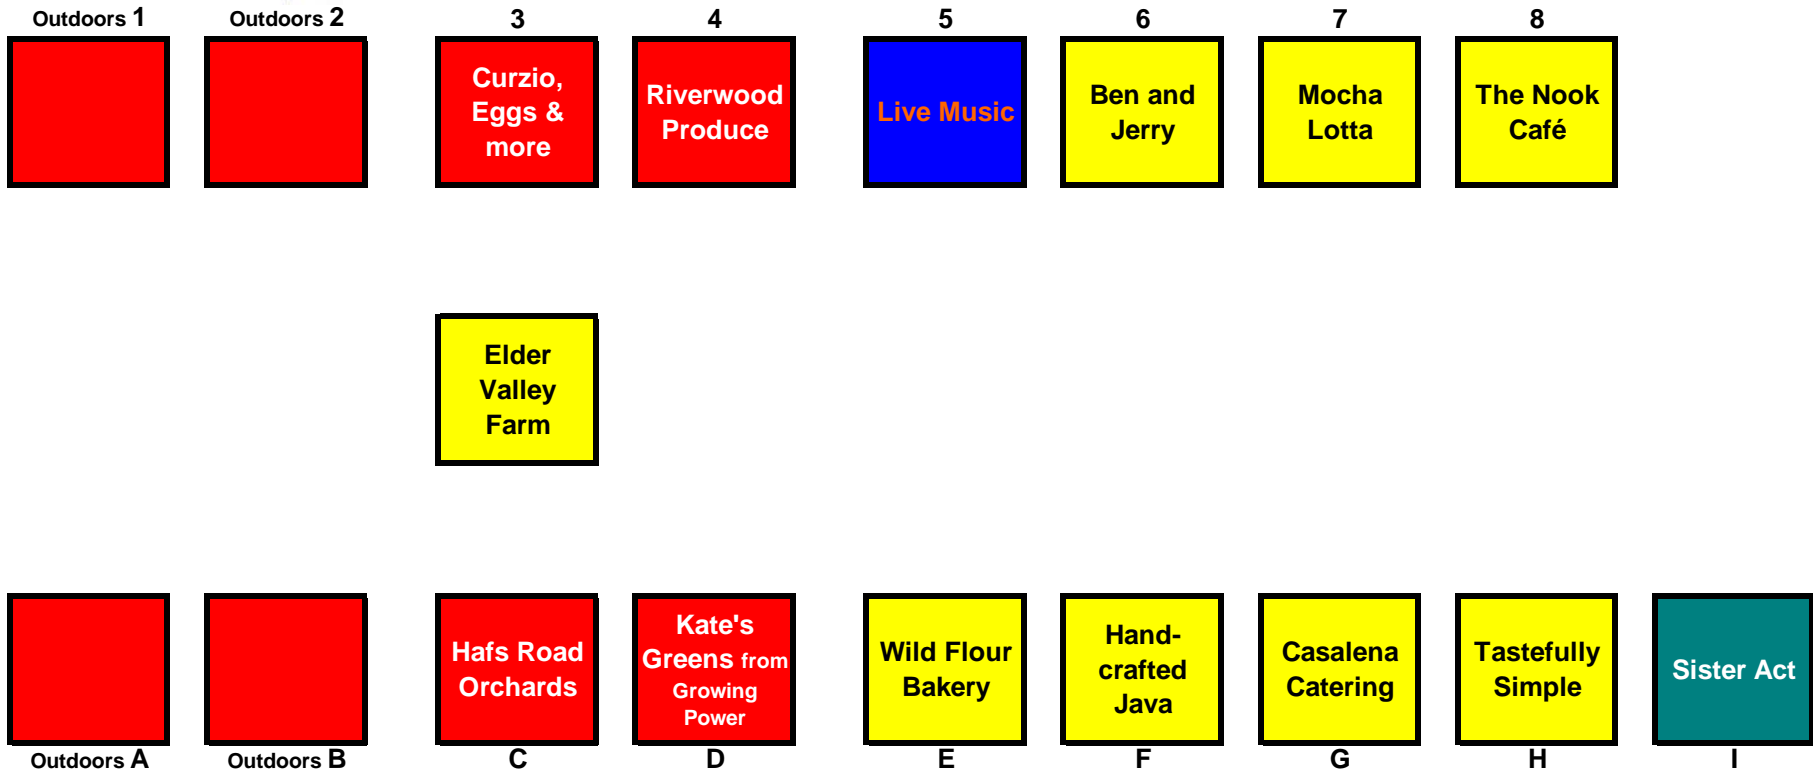 Outdoors 1
Outdoors 2
3
4
5
6
7
8
Curzio,
Eggs &
more
Riverwood
Produce
Live Music
Ben and
Jerry
Mocha
Lotta
The Nook
Café
Elder
Valley
Farm
Hafs Road
Orchards
Kate's
Greens from
Growing
Power
Wild Flour
Bakery
Hand-
crafted
Java
Casalena
Catering
Tastefully
Simple
Sister Act
Outdoors A
Outdoors B
C
D
E
F
G
H
I